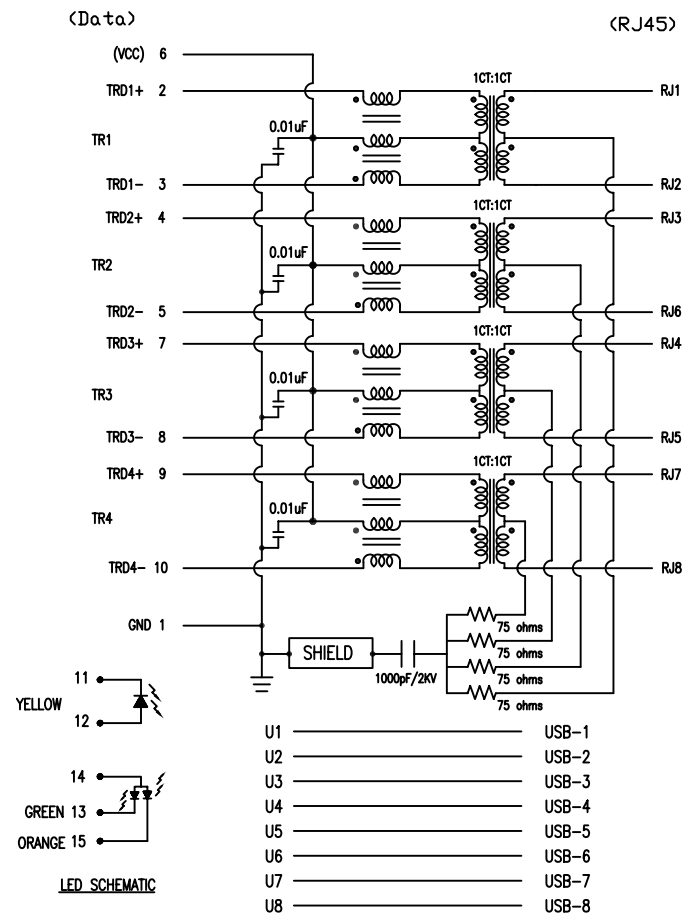 (Data)
(RJ45)
(VCC) 6
1CT:1CT
TRD1+ 2
RJ1
0.01uF
TR1
TRD1- 3
RJ2
1CT:1CT
TRD2+ 4
RJ3
0.01uF
TR2
TRD2- 5
RJ6
1CT:1CT
TRD3+ 7
RJ4
0.01uF
TR3
TRD3- 8
RJ5
1CT:1CT
TRD4+ 9
RJ7
0.01uF
TR4
TRD4- 10
RJ8
GND 1
75 ohms
75 ohms
SHIELD
75 ohms
1000pF/2KV
75 ohms
11
YELLOW
12
14
GREEN 13
ORANGE 15
LED SCHEMATIC
U1 USB-1
U2 USB-2
U3 USB-3
U4 USB-4
U5 USB-5
U6 USB-6
U7 USB-7
U8 USB-8